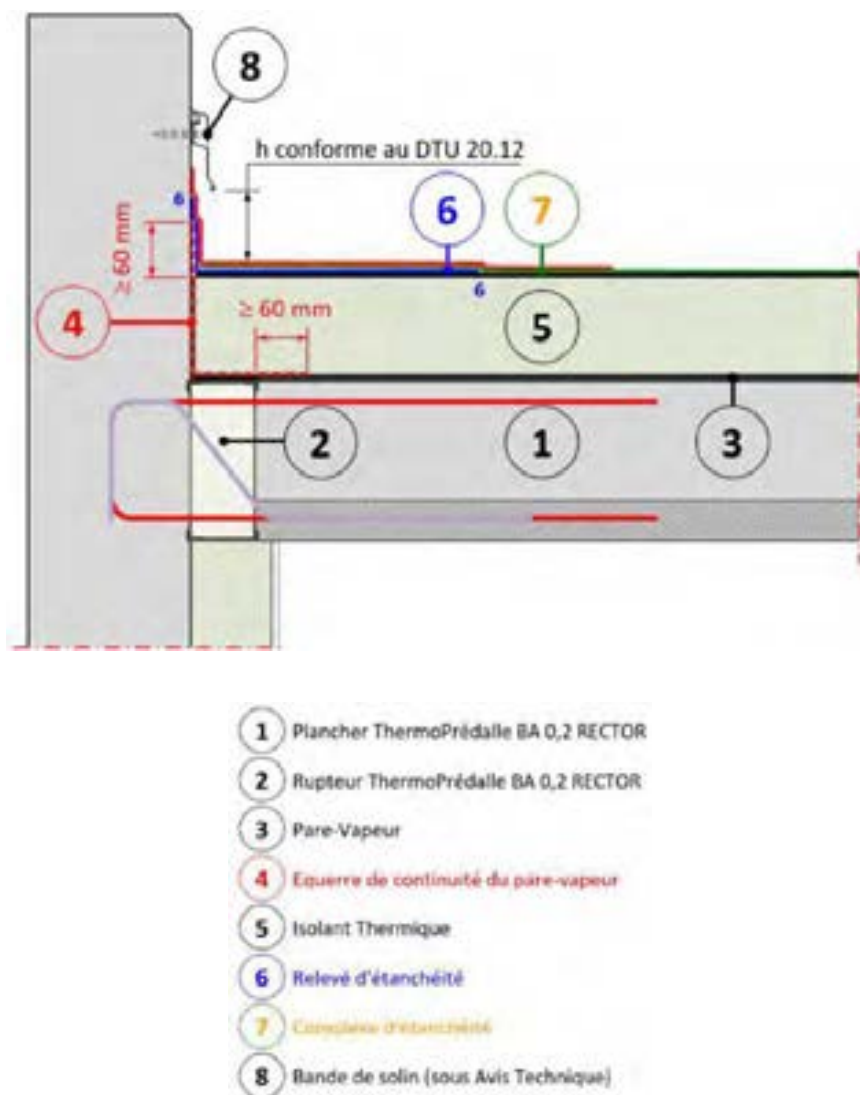 8
h conforme au DTU 20.12
6
≥ 60 mm
6
7
4
≥ 60 mm
6
5
2
1
3
1 Plancher ThermoPrédalle BA 0,2 RECTOR
2 Rupteur ThermoPrédalle BA 0,2 RECTOR
3 Pare-Vapeur
4 Equerre de continuité du pare-vapeur
5 Isolant Thermique
6 Relevé d'étanchéité
7 Complexe d'étanchéité
8 Bande de solin (sous Avis Technique)